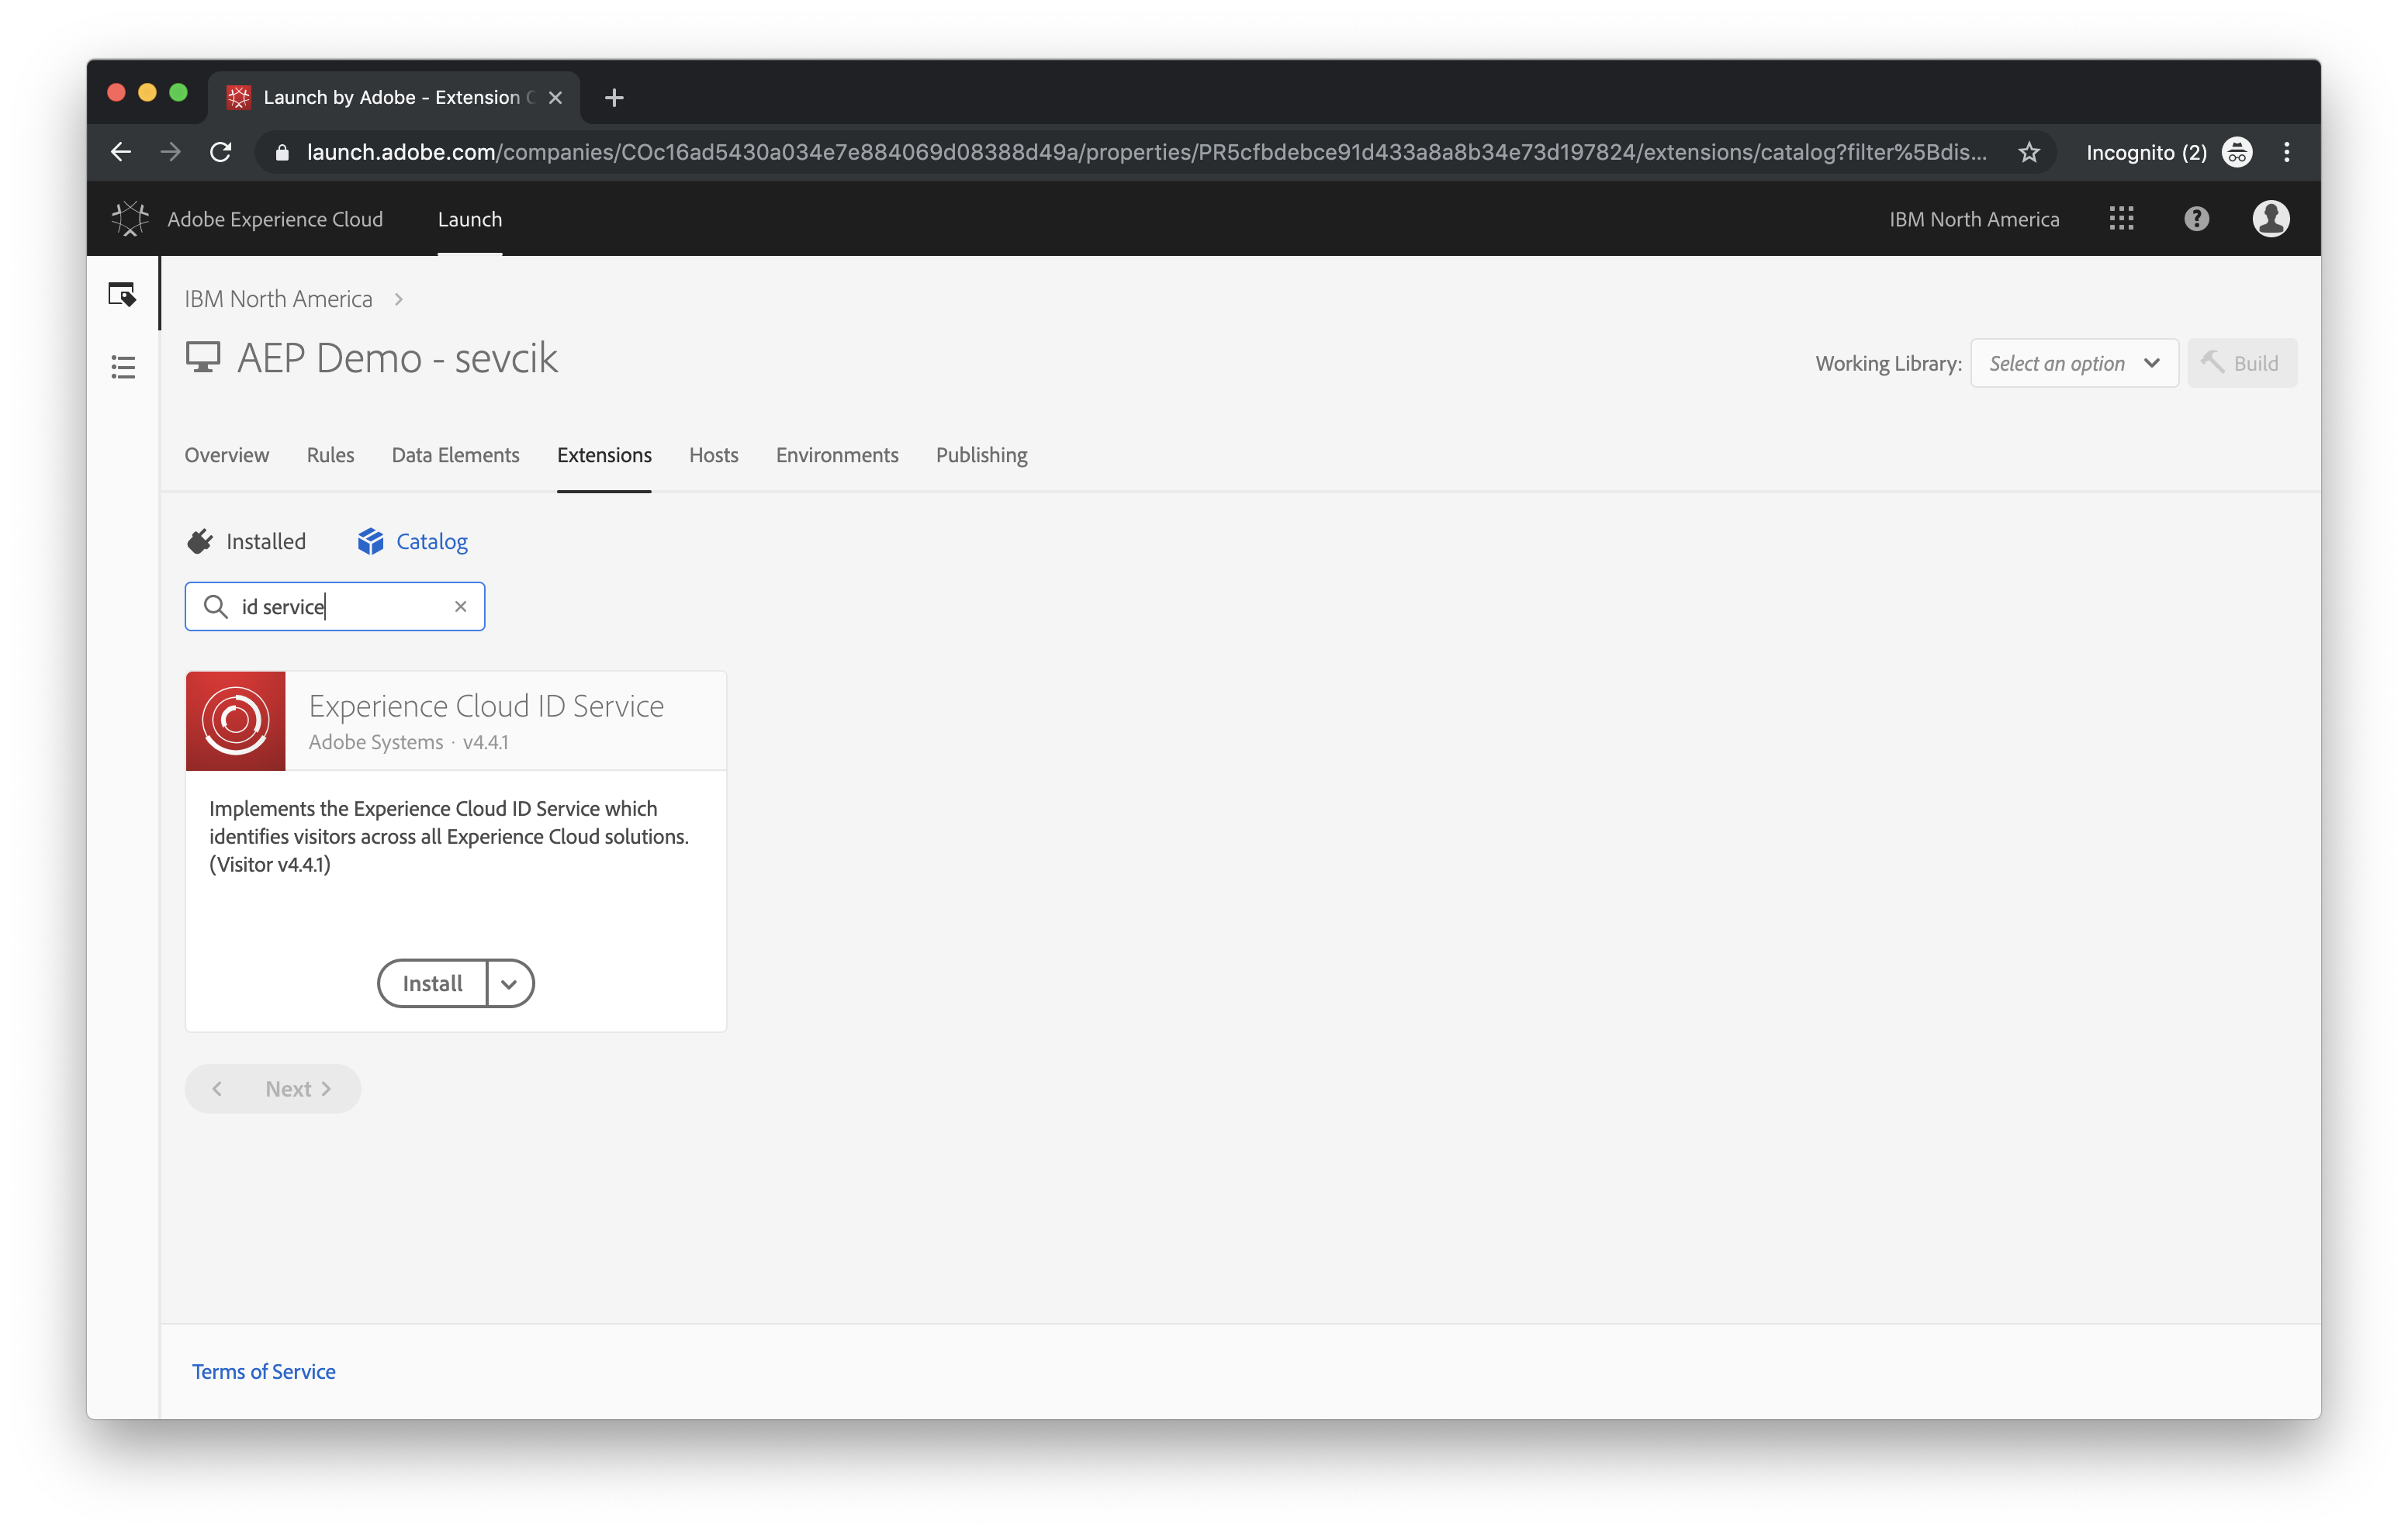 Launch by Adobe - Extension C
launch.adobe.com/companies/COc16ad5430a034e7e884069d08388d49a/properties/PR5cfbdebce91d433a8a8b34e73d197824/extensions/catalog?filter%5Bdis...
Incognito (2)
Adobe Experience Cloud
Launch
IBM North America
IBM North America
AEP Demo - sevcik
Working Library:
Select an option
Build
Overview
Rules
Data Elements
Extensions
Hosts
Environments
Publishing
Installed
Catalog
id service
Experience Cloud ID Service
Adobe Systems · v4.4.1
Implements the Experience Cloud ID Service which
identifies visitors across all Experience Cloud solutions.
(Visitor v4.4.1)
Install
Next
Terms of Service